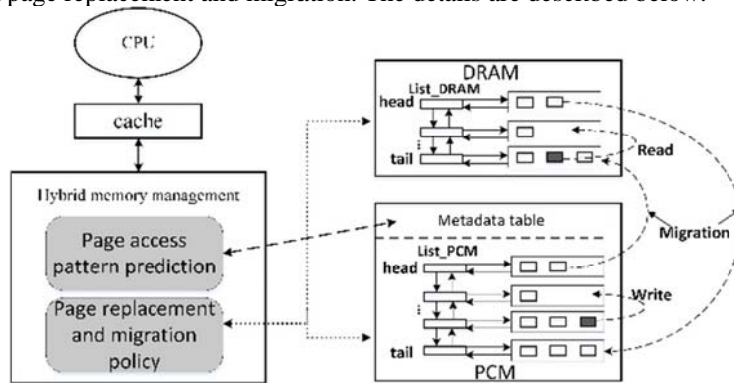 page replacement and migration. The details are described below.
CPU
cache
Hybrid memory management
Page access
pattern prediction
Page replacement
and migration
policy
DRAM
List_DRAM
head
tail
Read
Metadata table
List_PCM
head
tail
Migration
Write
PCM